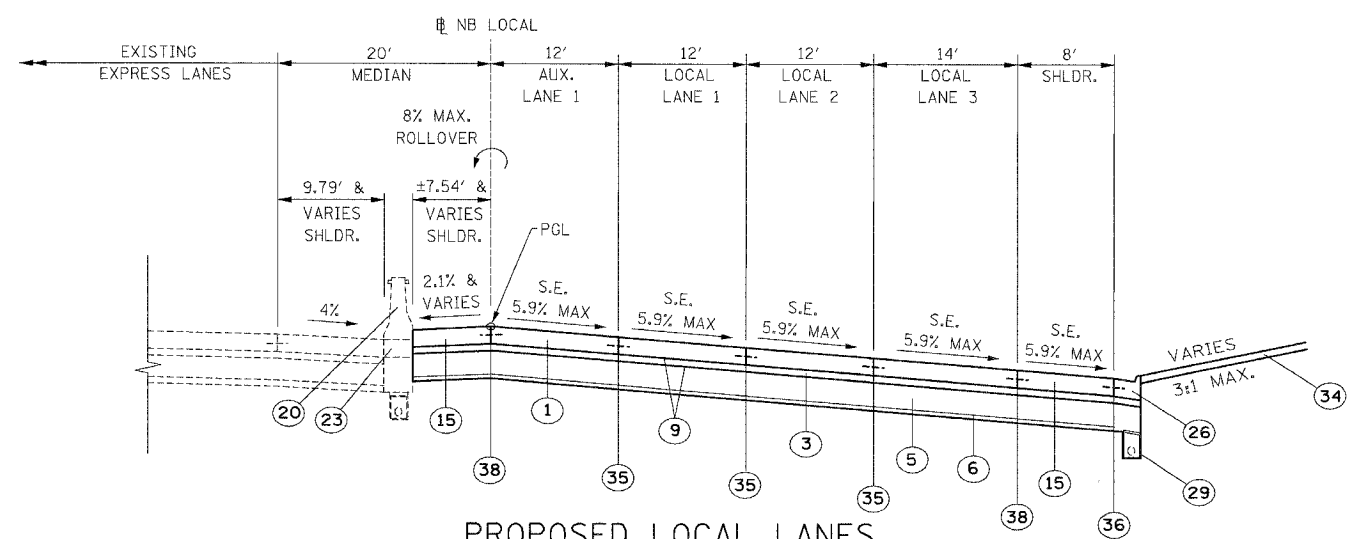 ℄ NB LOCAL
EXISTING
EXPRESS LANES
20'
MEDIAN
12'
AUX.
LANE 1
12'
LOCAL
LANE 1
12'
LOCAL
LANE 2
14'
LOCAL
LANE 3
8'
SHLDR.
8% MAX.
ROLLOVER
9.79' &
VARIES
SHLDR.
±7.54' &
VARIES
SHLDR.
PGL
4%
2.1% &
VARIES
S.E.
5.9% MAX
S.E.
5.9% MAX
S.E.
5.9% MAX
S.E.
5.9% MAX
S.E.
5.9% MAX
VARIES
3:1 MAX.
20
23
15
1
9
3
5
6
15
26
34
29
38
35
35
35
38
36
PROPOSED LOCAL LANES